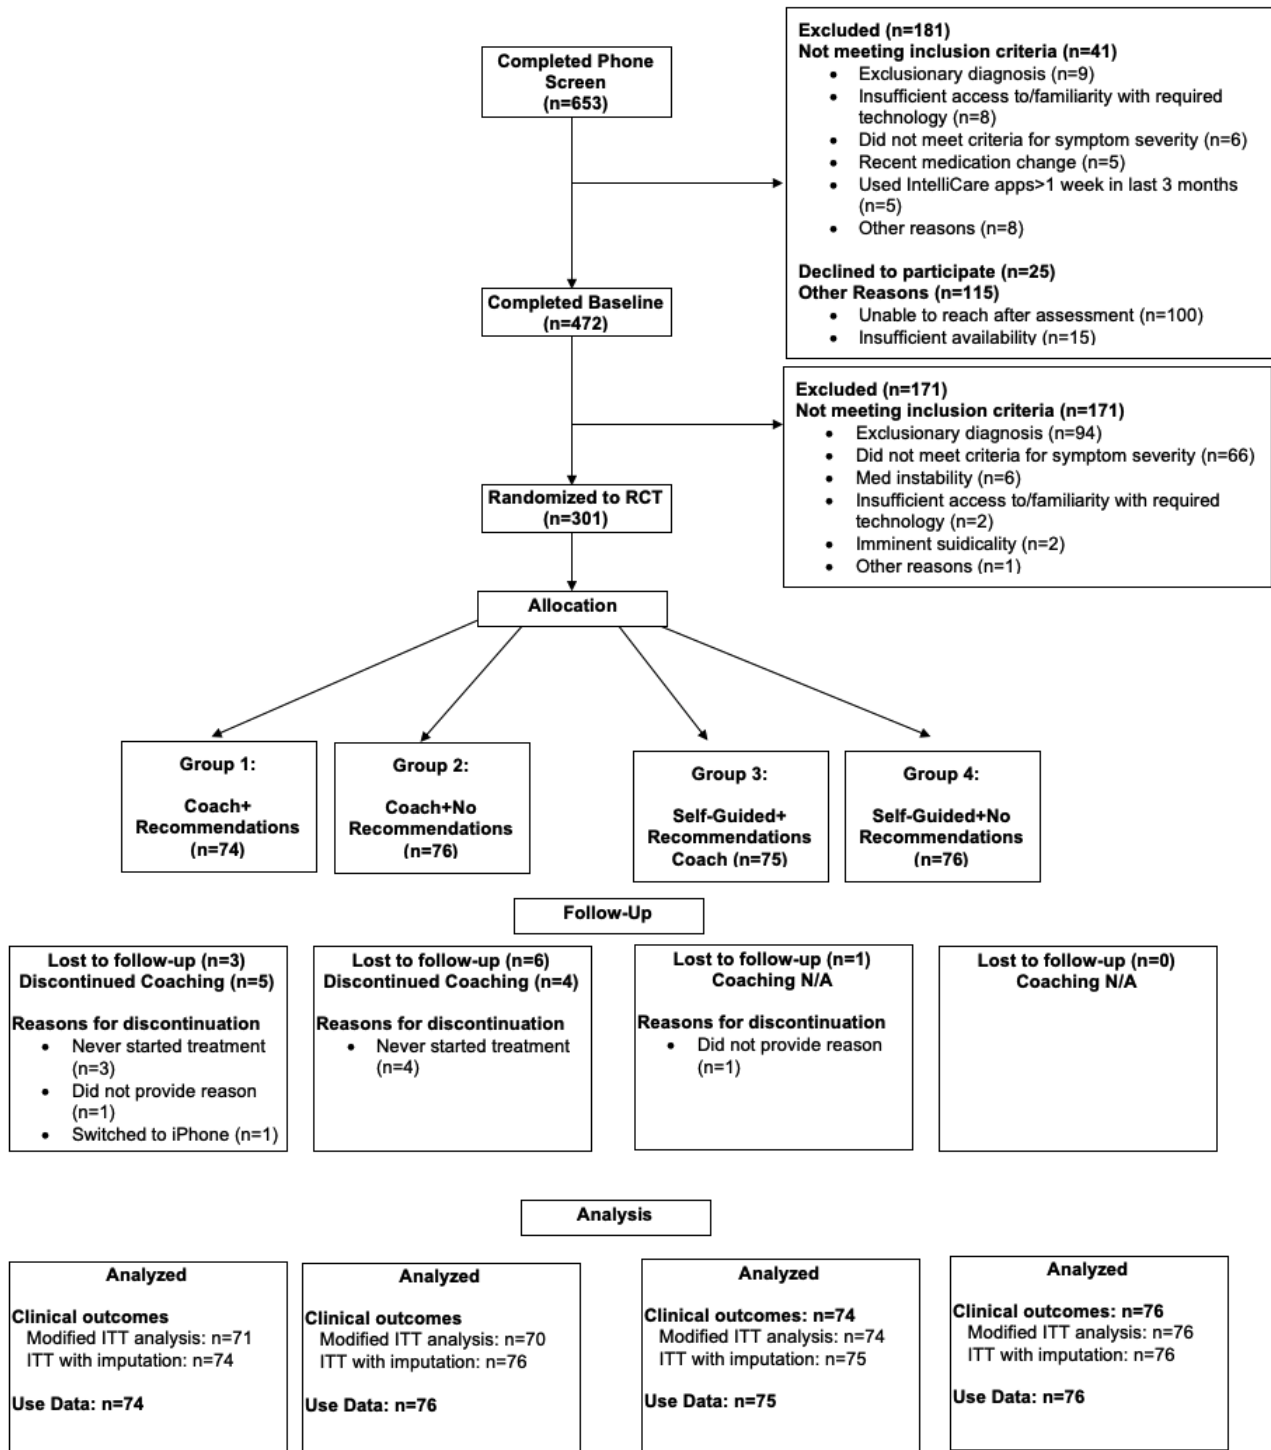 Completed Phone
Screen
(n=653)
Excluded (n=181)
Not meeting inclusion criteria (n=41)
• Exclusionary diagnosis (n=9)
• Insufficient access to/familiarity with required
technology (n=8)
• Did not meet criteria for symptom severity (n=6)
• Recent medication change (n=5)
• Used IntelliCare apps>1 week in last 3 months
(n=5)
• Other reasons (n=8)
Declined to participate (n=25)
Other Reasons (n=115)
• Unable to reach after assessment (n=100)
• Insufficient availability (n=15)
Completed Baseline
(n=472)
Excluded (n=171)
Not meeting inclusion criteria (n=171)
• Exclusionary diagnosis (n=94)
• Did not meet criteria for symptom severity (n=66)
• Med instability (n=6)
• Insufficient access to/familiarity with required
technology (n=2)
• Imminent suidicality (n=2)
• Other reasons (n=1)
Randomized to RCT
(n=301)
Allocation
Group 1:
Coach+
Recommendations
(n=74)
Group 2:
Coach+No
Recommendations
(n=76)
Group 3:
Self-Guided+
Recommendations
Coach (n=75)
Group 4:
Self-Guided+No
Recommendations
(n=76)
Follow-Up
Lost to follow-up (n=3)
Discontinued Coaching (n=5)
Reasons for discontinuation
• Never started treatment
(n=3)
• Did not provide reason
(n=1)
• Switched to iPhone (n=1)
Lost to follow-up (n=6)
Discontinued Coaching (n=4)
Reasons for discontinuation
• Never started treatment
(n=4)
Lost to follow-up (n=1)
Coaching N/A
Reasons for discontinuation
• Did not provide reason
(n=1)
Lost to follow-up (n=0)
Coaching N/A
Analysis
Analyzed
Clinical outcomes
Modified ITT analysis: n=71
ITT with imputation: n=74
Use Data: n=74
Analyzed
Clinical outcomes
Modified ITT analysis: n=70
ITT with imputation: n=76
Use Data: n=76
Analyzed
Clinical outcomes: n=74
Modified ITT analysis: n=74
ITT with imputation: n=75
Use Data: n=75
Analyzed
Clinical outcomes: n=76
Modified ITT analysis: n=76
ITT with imputation: n=76
Use Data: n=76